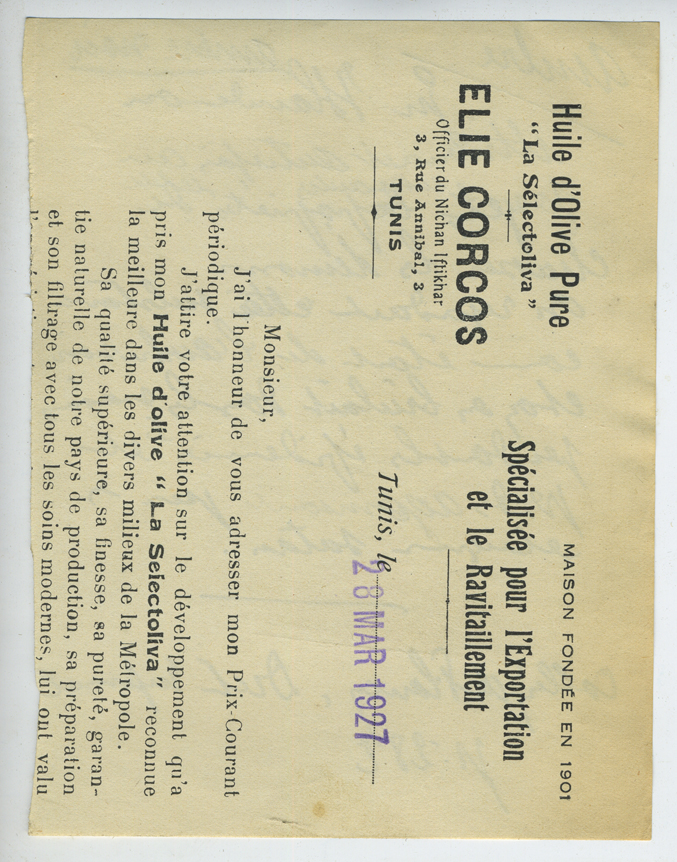 MAISON FONDÉE EN 1901
Huile d'Olive Pure
"La Sélectoliva"
ELIE CORCOS
Officier du Nichan Iftikhar
3, Rue Annibal, 3
TUNIS
Spécialisée pour l'Exportation
et le Ravitaillement
Tunis, le 28 MAR 1927
Monsieur,
J'ai l'honneur de vous adresser mon Prix-Courant
périodique.
J'attire votre attention sur le développement qu'a
pris mon Huile d'olive "La Selectoliva" reconnue
la meilleure dans les divers milieux de la Métropole.
Sa qualité supérieure, sa finesse, sa pureté, garan-
tie naturelle de notre pays de production, sa préparation
et son filtrage avec tous les soins modernes, lui ont valu